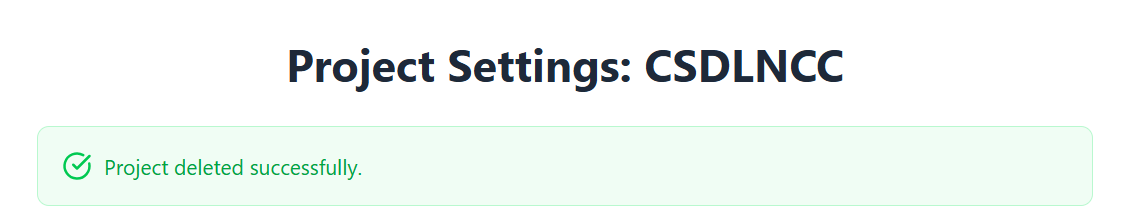 Project Settings: CSDLNCC
Project deleted successfully.